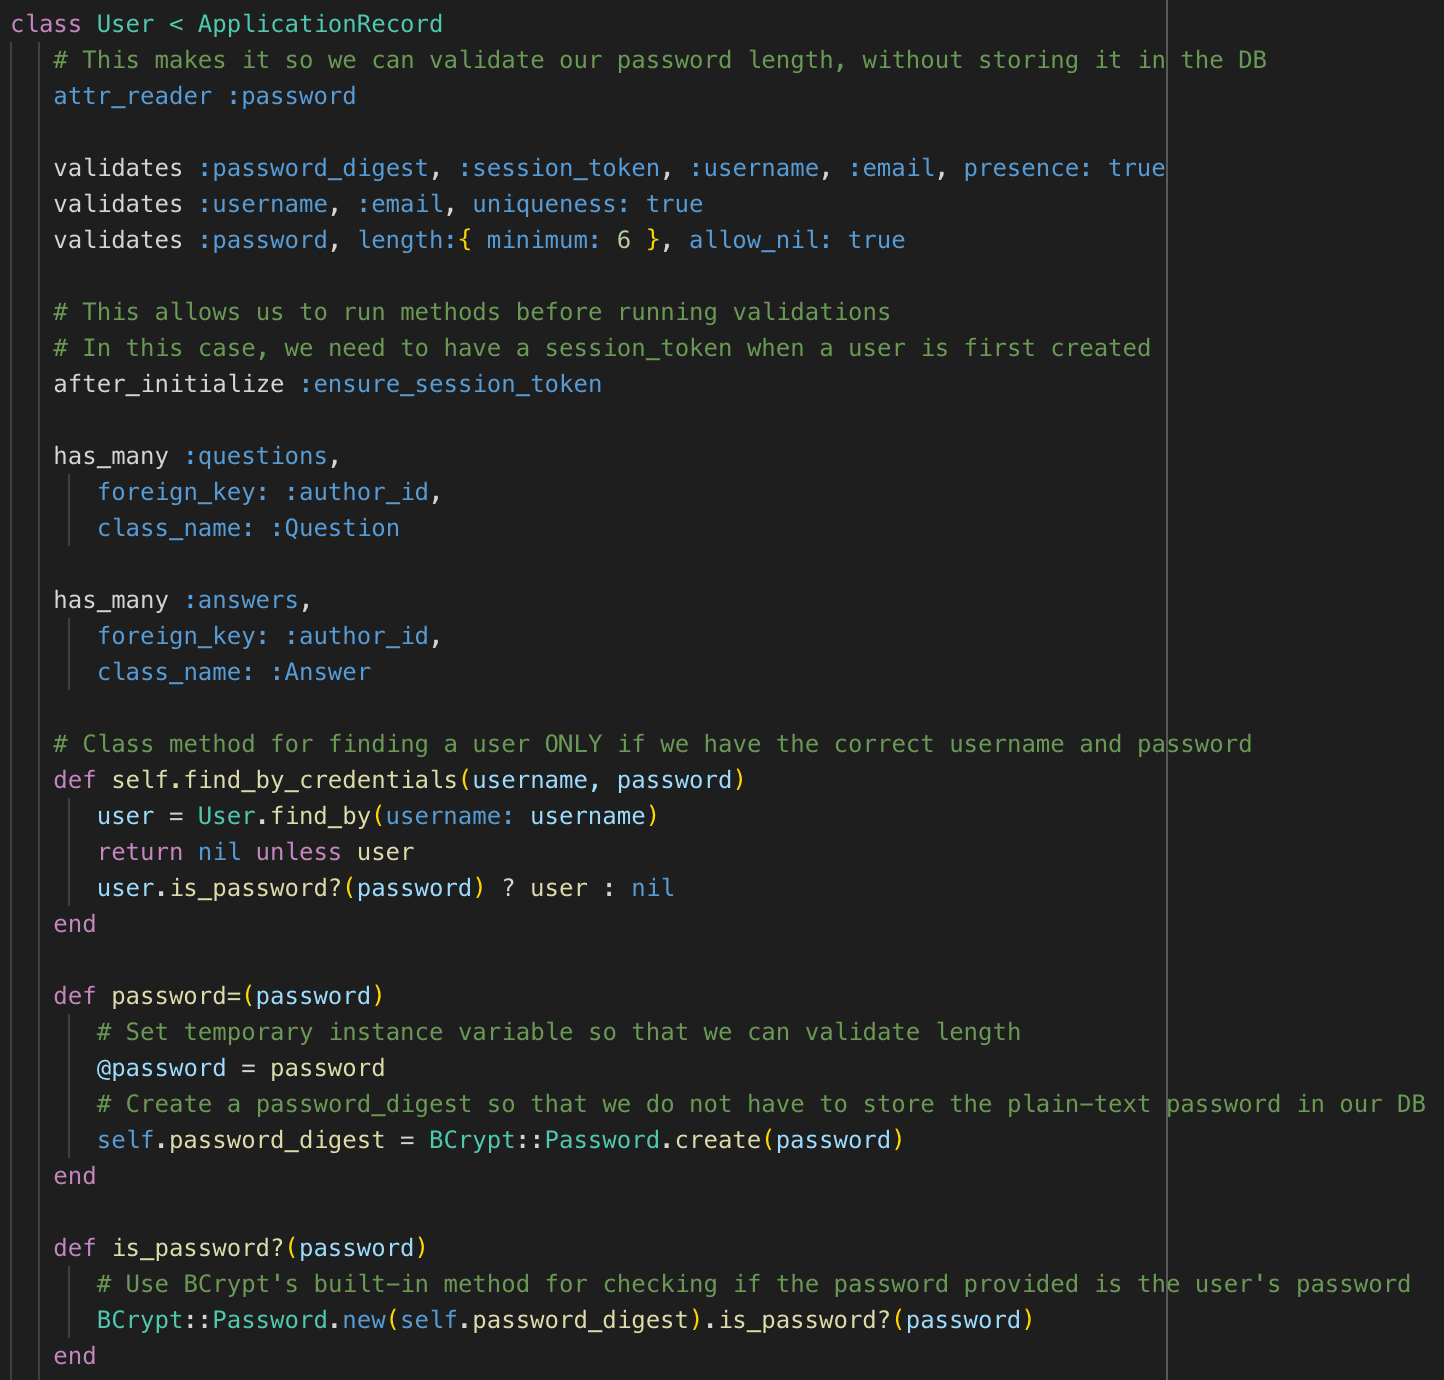 class User < ApplicationRecord
# This makes it so we can validate our password length, without storing it in the DB
attr_reader :password
validates :password_digest, :session_token, :username, :email, presence: true
validates :username, :email, uniqueness: true
validates :password, length:{ minimum: 6 }, allow_nil: true
# This allows us to run methods before running validations
# In this case, we need to have a session_token when a user is first created
after_initialize :ensure_session_token
has_many :questions,
foreign_key: :author_id,
class_name: :Question
has_many :answers,
foreign_key: :author_id,
class_name: :Answer
# Class method for finding a user ONLY if we have the correct username and password
def self.find_by_credentials(username, password)
user = User.find_by(username: username)
return nil unless user
user.is_password?(password) ? user : nil
end
def password=(password)
# Set temporary instance variable so that we can validate length
@password = password
# Create a password_digest so that we do not have to store the plain-text password in our DB
self.password_digest = BCrypt::Password.create(password)
end
def is_password?(password)
# Use BCrypt's built-in method for checking if the password provided is the user's password
BCrypt::Password.new(self.password_digest).is_password?(password)
end